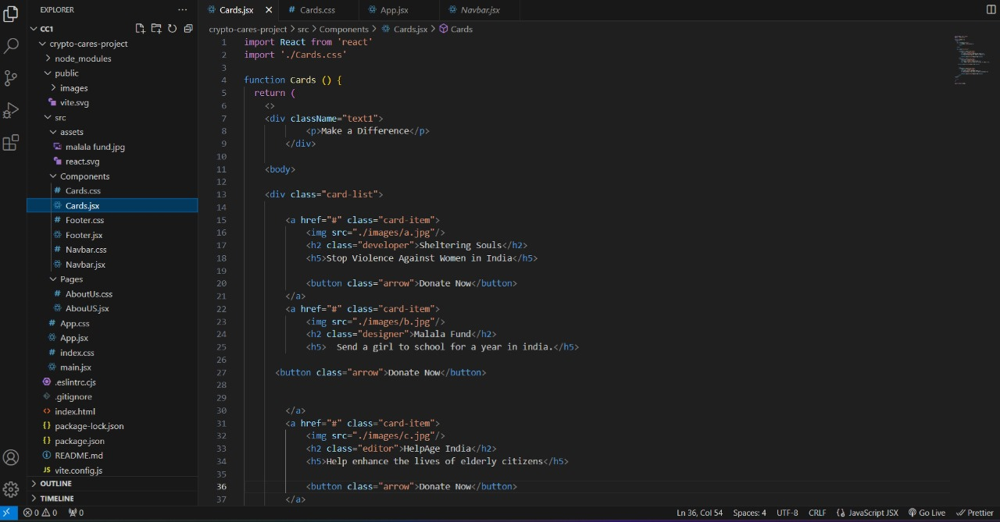 EXPLORER
CC1
crypto-cares-project
node_modules
public
images
vite.svg
src
assets
malala fund.jpg
react.svg
Components
Cards.css
Cards.jsx
Footer.css
Footer.jsx
Navbar.css
Navbar.jsx
Pages
AboutUs.css
AbouUS.jsx
App.css
App.jsx
index.css
main.jsx
.eslintrc.cjs
.gitignore
index.html
package-lock.json
package.json
README.md
vite.config.js
OUTLINE
TIMELINE
Cards.jsx Cards.css App.jsx Navbar.jsx
crypto-cares-project > src > Components > Cards.jsx > Cards
1 import React from 'react'
2 import './Cards.css'
3
4 function Cards () {
5 return (
6 <>
7 <div className="text1">
8 <p>Make a Difference</p>
9 </div>
10
11 <body>
12
13 <div class="card-list">
14
15 <a href="#" class="card-item">
16 <img src="./images/a.jpg"/>
17 <h2 class="developer">Sheltering Souls</h2>
18 <h5>Stop Violence Against Women in India</h5>
19
20 <button class="arrow">Donate Now</button>
21 </a>
22 <a href="#" class="card-item">
23 <img src="./images/b.jpg"/>
24 <h2 class="designer">Malala Fund</h2>
25 <h5>  Send a girl to school for a year in india.</h5>
26
27 <button class="arrow">Donate Now</button>
28
29
30 </a>
31 <a href="#" class="card-item">
32 <img src="./images/c.jpg"/>
33 <h2 class="editor">HelpAge India</h2>
34 <h5>Help enhance the lives of elderly citizens</h5>
35
36 <button class="arrow">Donate Now</button>
37 </a>
0 0 0 Ln 36, Col 54 Spaces: 4 UTF-8 CRLF JavaScript JSX Go Live Prettier